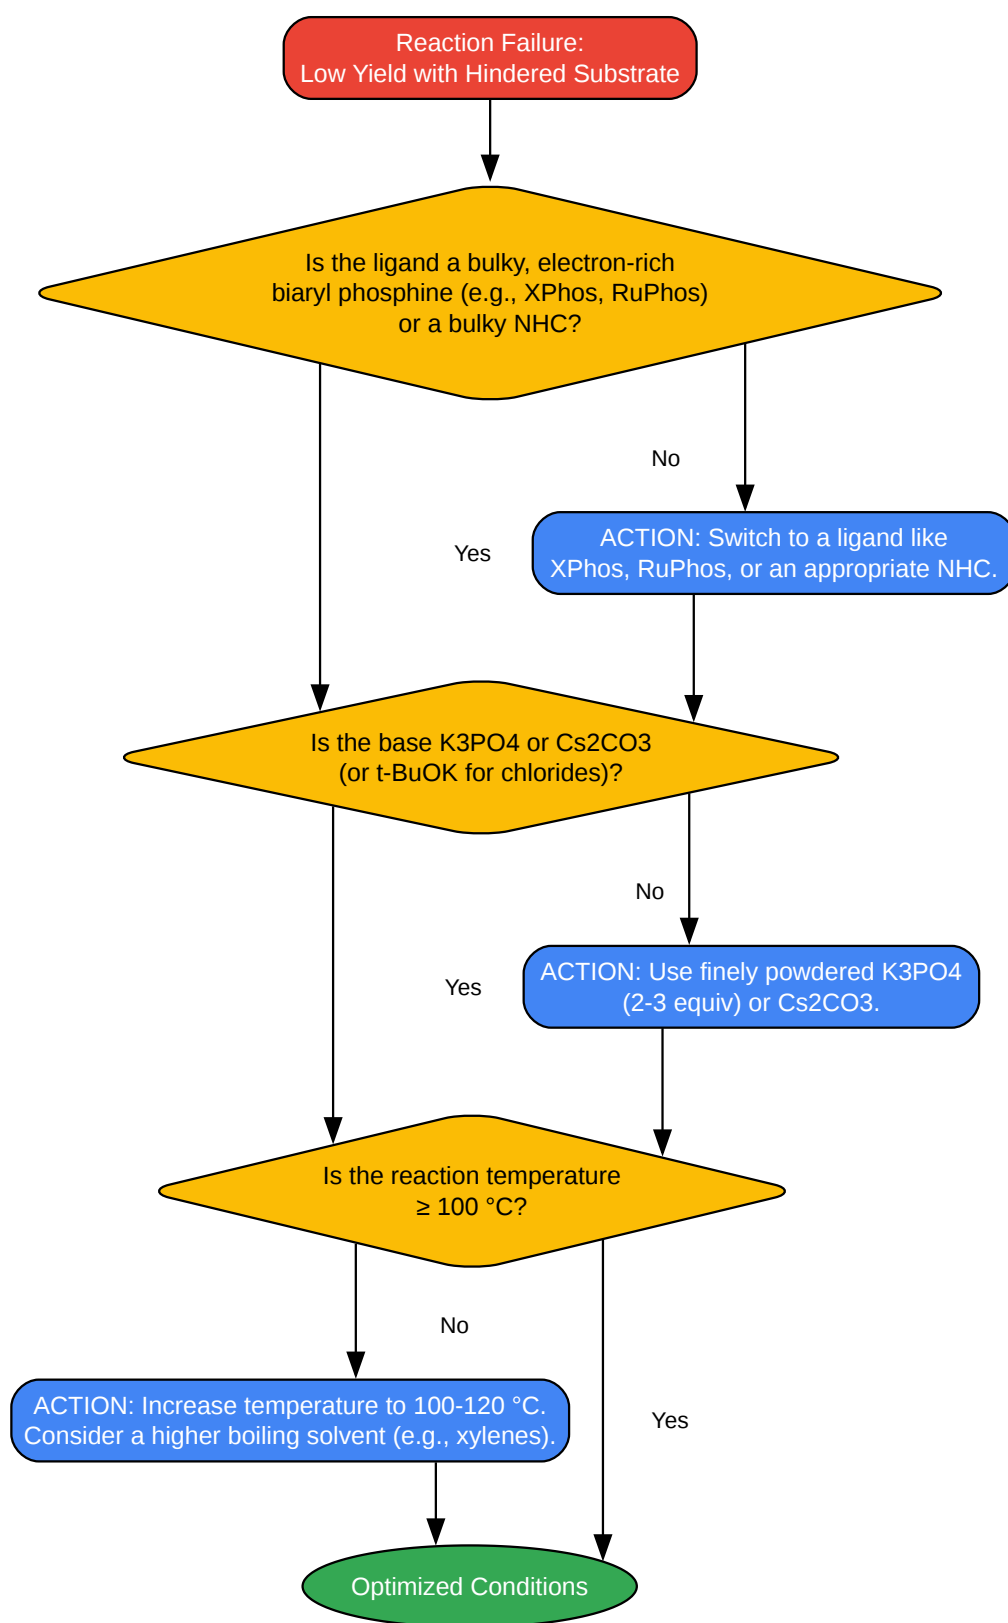 Reaction Failure:
Low Yield with Hindered Substrate
Is the ligand a bulky, electron-rich
biaryl phosphine (e.g., XPhos, RuPhos)
or a bulky NHC?
No
ACTION: Switch to a ligand like
XPhos, RuPhos, or an appropriate NHC.
Yes
Is the base K3PO4 or Cs2CO3
(or t-BuOK for chlorides)?
No
ACTION: Use finely powdered K3PO4
(2-3 equiv) or Cs2CO3.
Yes
Is the reaction temperature
≥ 100 °C?
No
ACTION: Increase temperature to 100-120 °C.
Consider a higher boiling solvent (e.g., xylenes).
Yes
Optimized Conditions